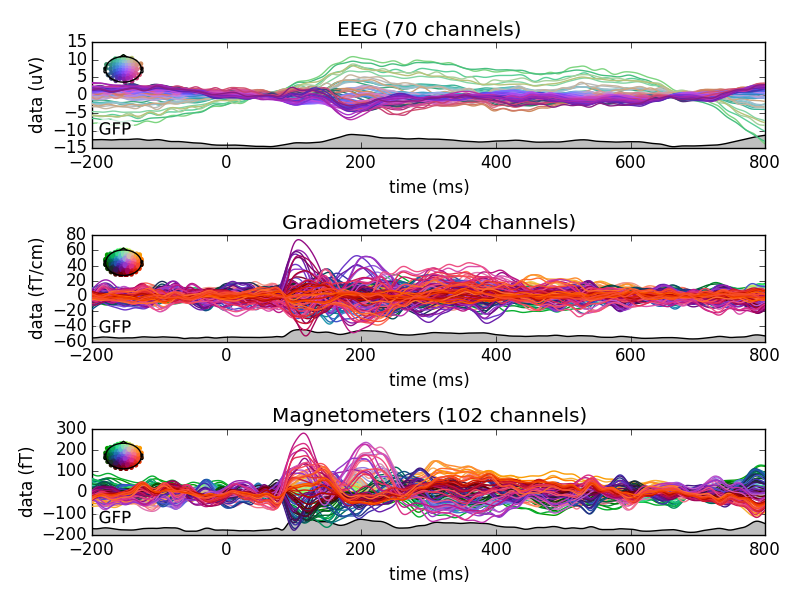 EEG (70 channels)
data (uV)
15
10
5
0
−5
−10
−15
GFP
−200 0 200 400 600 800
time (ms)
Gradiometers (204 channels)
data (fT/cm)
80
60
40
20
0
−20
−40
−60
GFP
−200 0 200 400 600 800
time (ms)
Magnetometers (102 channels)
data (fT)
300
200
100
0
−100
−200
GFP
−200 0 200 400 600 800
time (ms)